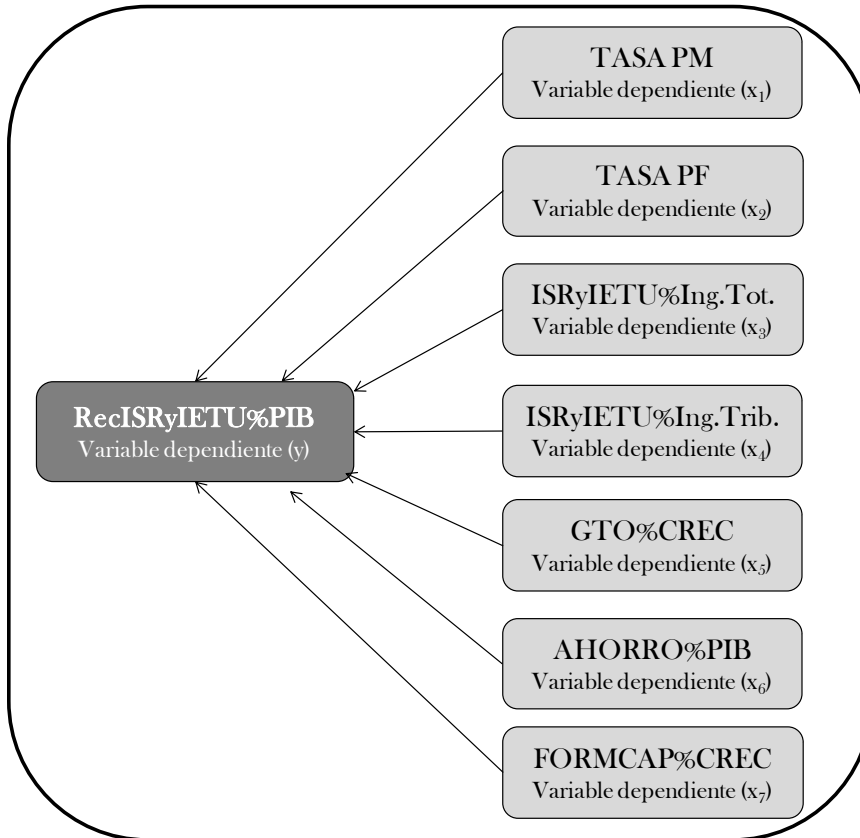 TASA PM
Variable dependiente (x₁)
TASA PF
Variable dependiente (x₂)
ISRyIETU%Ing.Tot.
Variable dependiente (x₃)
RecISRyIETU%PIB
Variable dependiente (y)
ISRyIETU%Ing.Trib.
Variable dependiente (x₄)
GTO%CREC
Variable dependiente (x₅)
AHORRO%PIB
Variable dependiente (x₆)
FORMCAP%CREC
Variable dependiente (x₇)